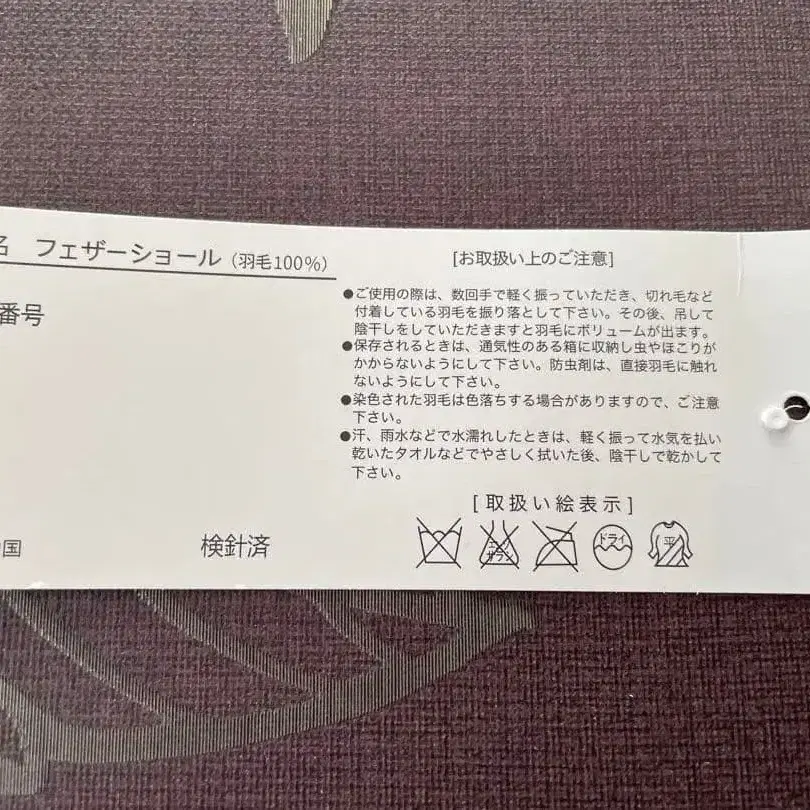 名 フェザーショール（羽毛100%）
番号
国
検針済
[お取扱い上のご注意]
●ご使用の際は、数回手で軽く振っていただき、切れ毛など
付着している羽毛を振り落として下さい。その後、吊して
陰干しをしていただきますと羽毛にボリュームが出ます。
●保存されるときは、通気性のある箱に収納し虫やほこりが
かからないようにして下さい。防虫剤は、直接羽毛に触れ
ないようにして下さい。
●染色された羽毛は色落ちする場合がありますので、ご注意
下さい。
●汗、雨水などで水濡れしたときは、軽く振って水気を払い
乾いたタオルなどでやさしく拭いた後、陰干しで乾かして
下さい。
[取扱い絵表示]
エンソ
サラシ
ドライ
平